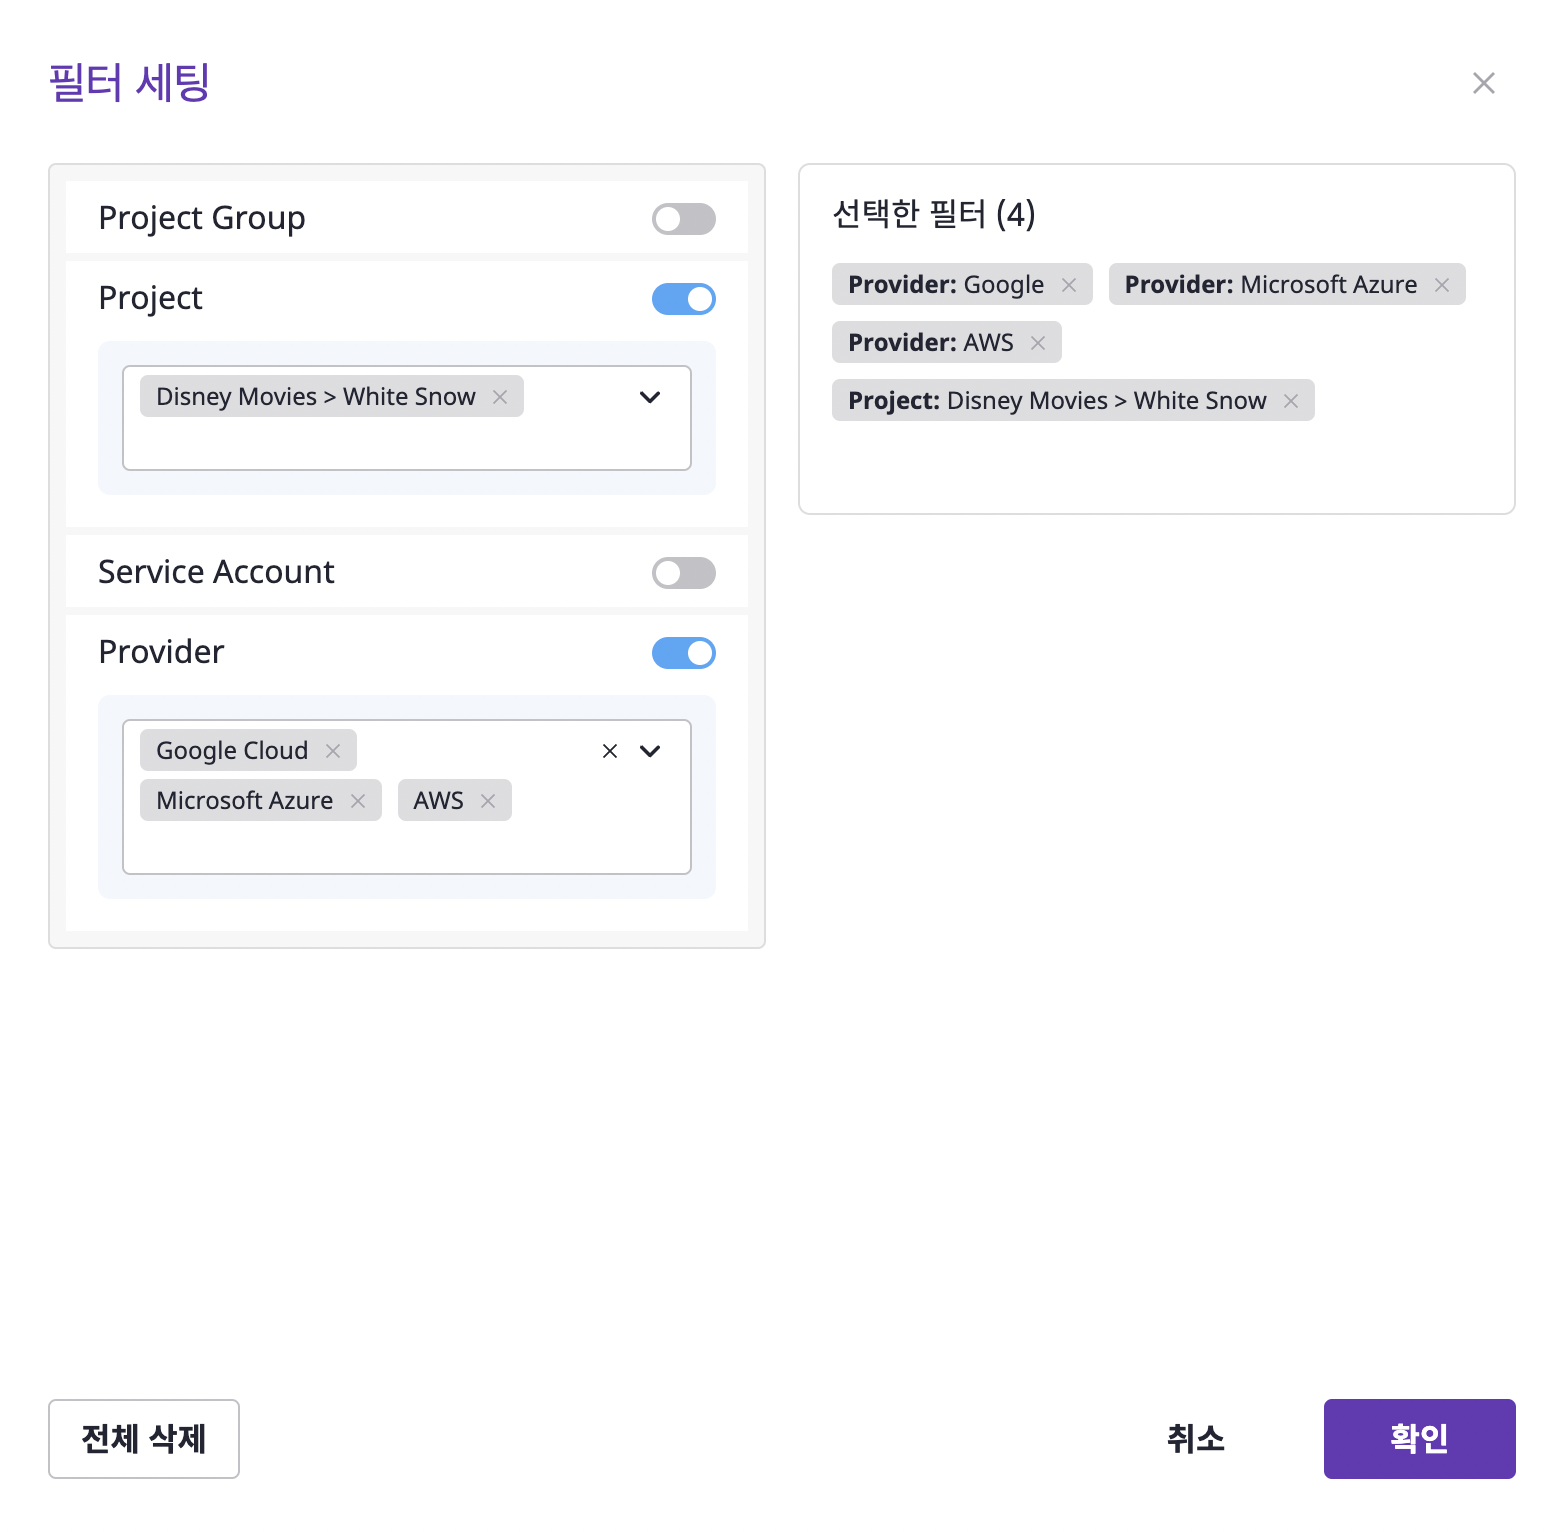 필터 세팅
Project Group
Project
Disney Movies > White Snow
Service Account
Provider
Google Cloud
Microsoft Azure AWS
선택한 필터 (4)
Provider: Google Provider: Microsoft Azure
Provider: AWS
Project: Disney Movies > White Snow
전체 삭제 취소 확인